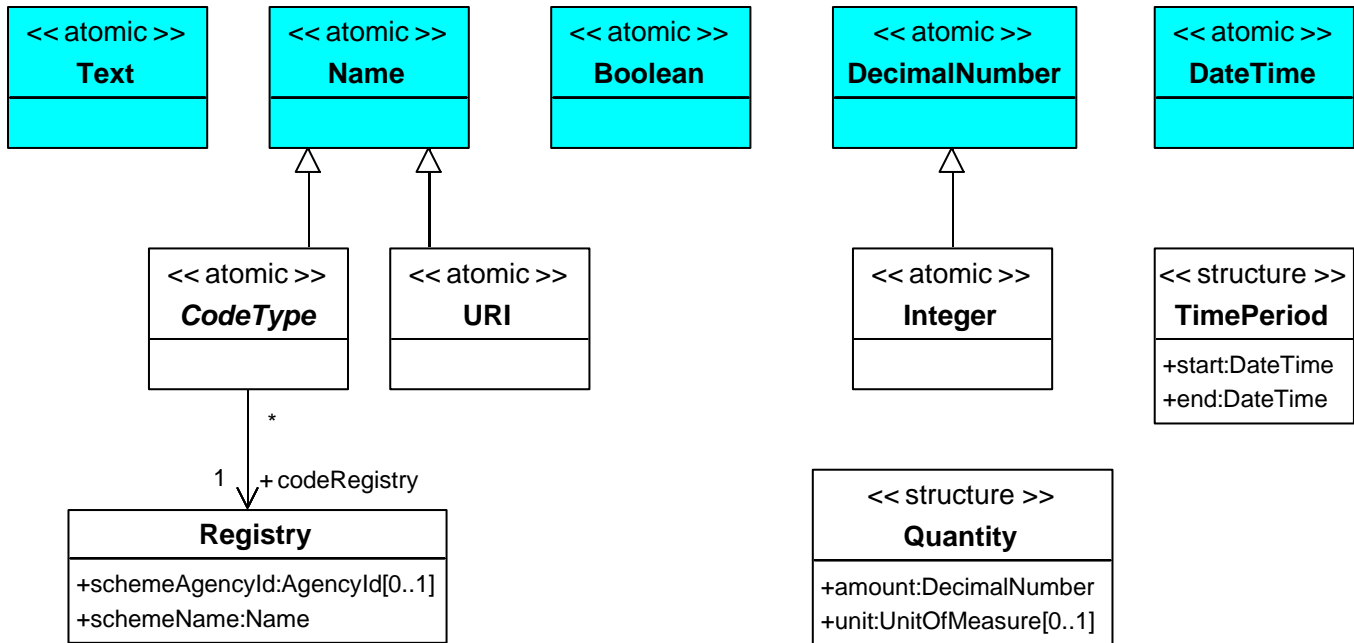 << atomic >>
Text
<< atomic >>
Name
<< atomic >>
Boolean
<< atomic >>
DecimalNumber
<< atomic >>
DateTime
<< atomic >>
CodeType
<< atomic >>
URI
<< atomic >>
Integer
<< structure >>
TimePeriod
+start:DateTime
+end:DateTime
*
1
+ codeRegistry
Registry
+schemeAgencyId:AgencyId[0..1]
+schemeName:Name
<< structure >>
Quantity
+amount:DecimalNumber
+unit:UnitOfMeasure[0..1]